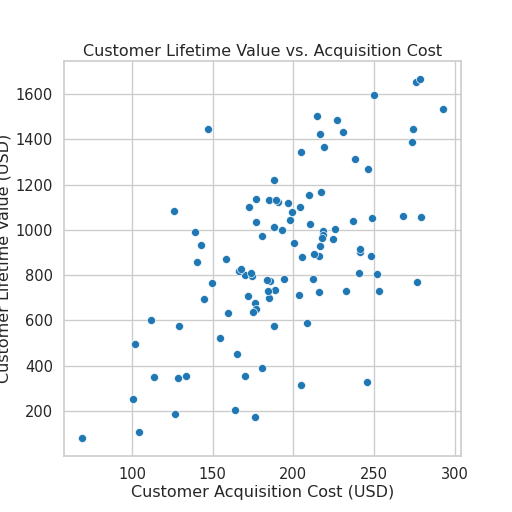 Customer Lifetime Value vs. Acquisition Cost
1600
1400
1200
1000
800
600
400
200
Customer Lifetime Value (USD)
100 150 200 250 300
Customer Acquisition Cost (USD)